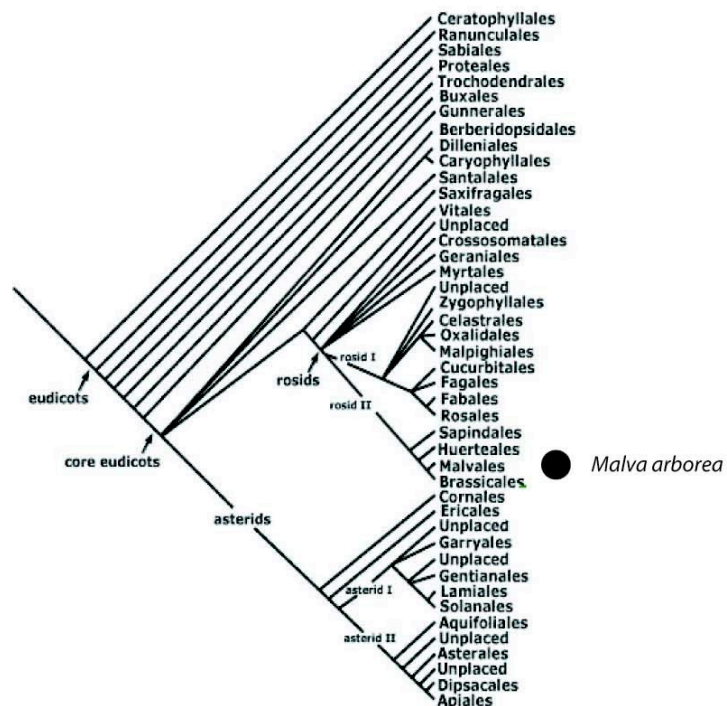 Ceratophyllales
Ranunculales
Sabiales
Proteales
Trochodendrales
Buxales
Gunnerales
Berberidopsidales
Dilleniales
Caryophyllales
Santalales
Saxifragales
Vitales
Unplaced
Crossosomatales
Geraniales
Myrtales
Unplaced
Zygophyllales
Celastrales
Oxalidales
Malpighiales
Cucurbitales
Fagales
Fabales
Rosales
Sapindales
Huerteales
Malvales
Brassicales
Cornales
Ericales
Unplaced
Garryales
Unplaced
Gentianales
Lamiales
Solanales
Aquifoliales
Unplaced
Asterales
Unplaced
Dipsacales
Apiales
eudicots
core eudicots
rosids
rosid I
rosid II
asterids
asterid I
asterid II
Malva arborea